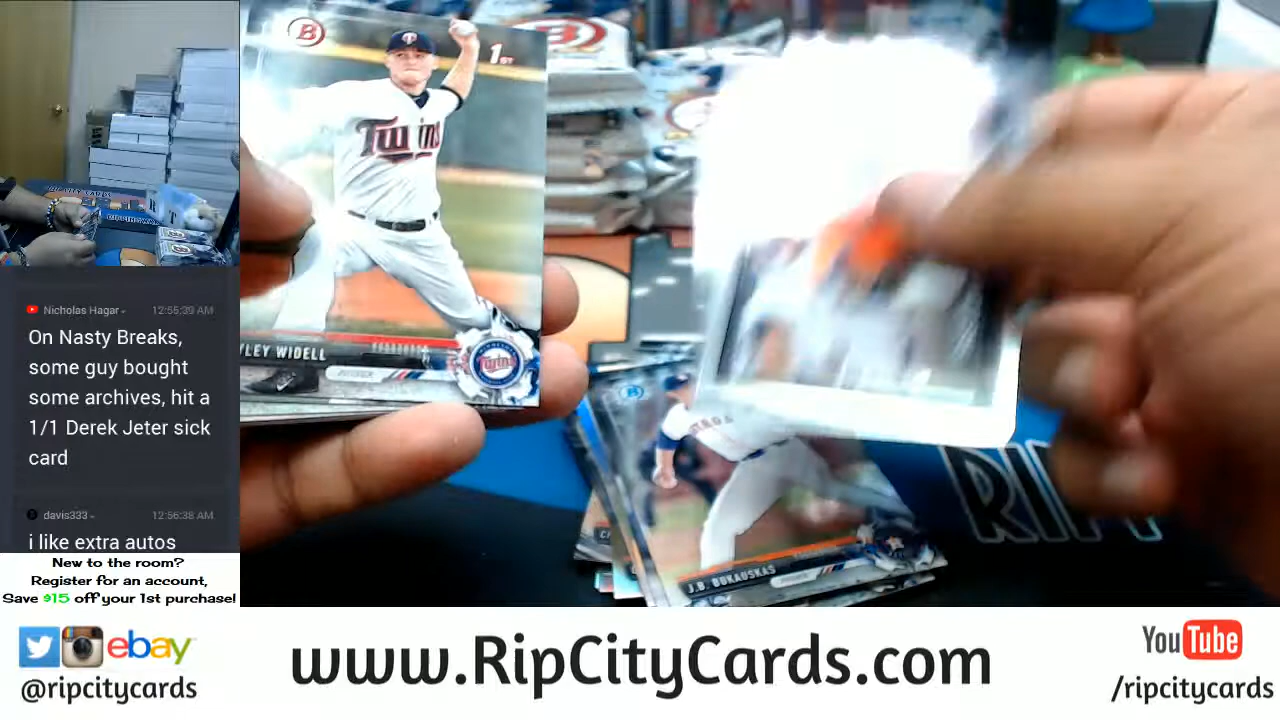 B
1ST
Twins
YLEY WIDELL
Twins
B
J.B. BUKAUSKAS
RIP
Nicholas Hagar
12:55:39 AM
On Nasty Breaks,
some guy bought
some archives, hit a
1/1 Derek Jeter sick
card
davis333
12:56:38 AM
i like extra autos
New to the room?
Register for an account,
Save $15 off your 1st purchase!
ebay
@ripcitycards
www.RipCityCards.com
YouTube
/ripcitycards